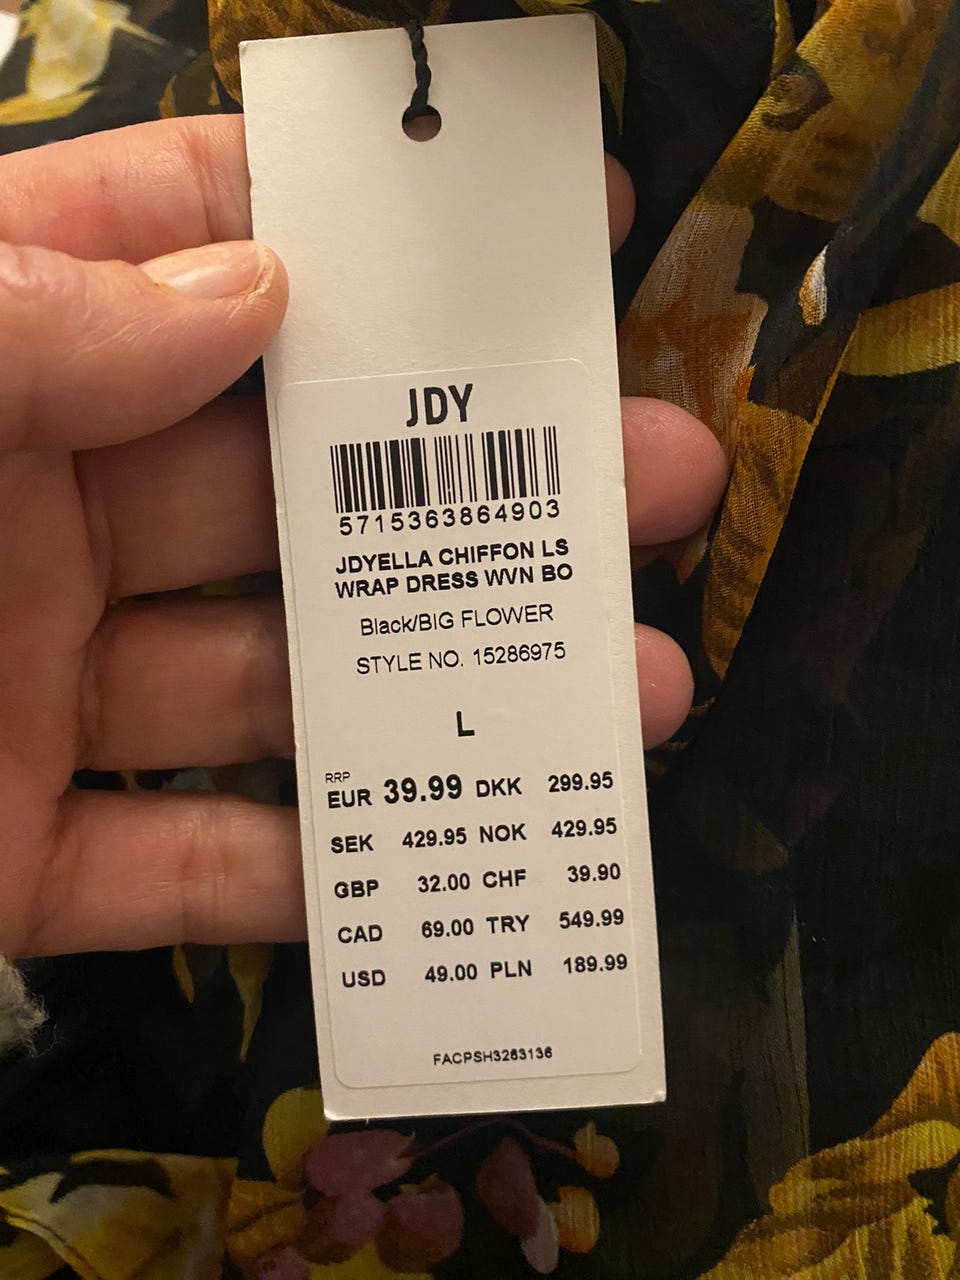 JDY
5715363864903
JDYELLA CHIFFON LS
WRAP DRESS WVN BO
Black/BIG FLOWER
STYLE NO. 15286975
L
RRP
EUR 39.99 DKK 299.95
SEK 429.95 NOK 429.95
GBP 32.00 CHF 39.90
CAD 69.00 TRY 549.99
USD 49.00 PLN 189.99
FACPSH3263136